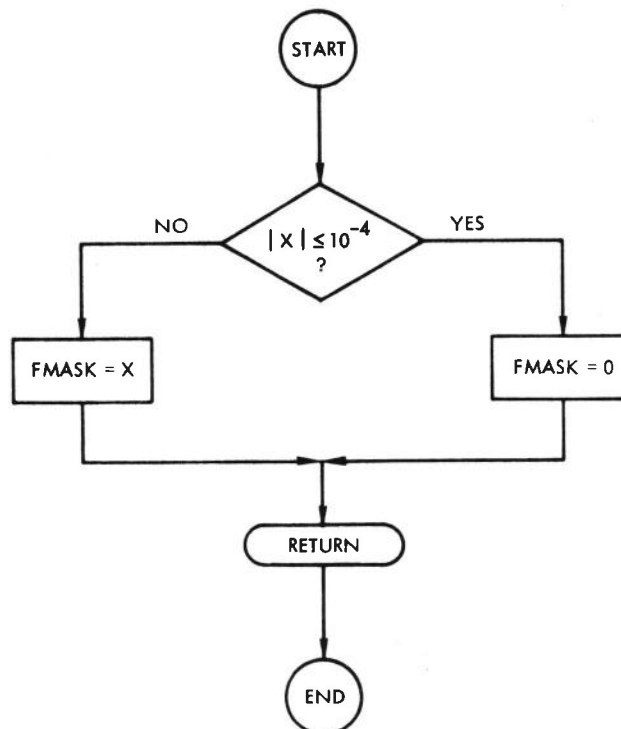 START
NO
YES
| X | ≤ 10⁻⁴
?
FMASK = X
FMASK = 0
RETURN
END